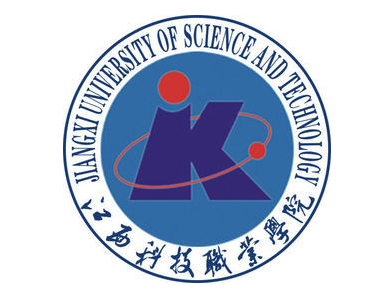 JIANGXI UNIVERSITY OF SCIENCE AND TECHNOLOGY
江西科技職業學院